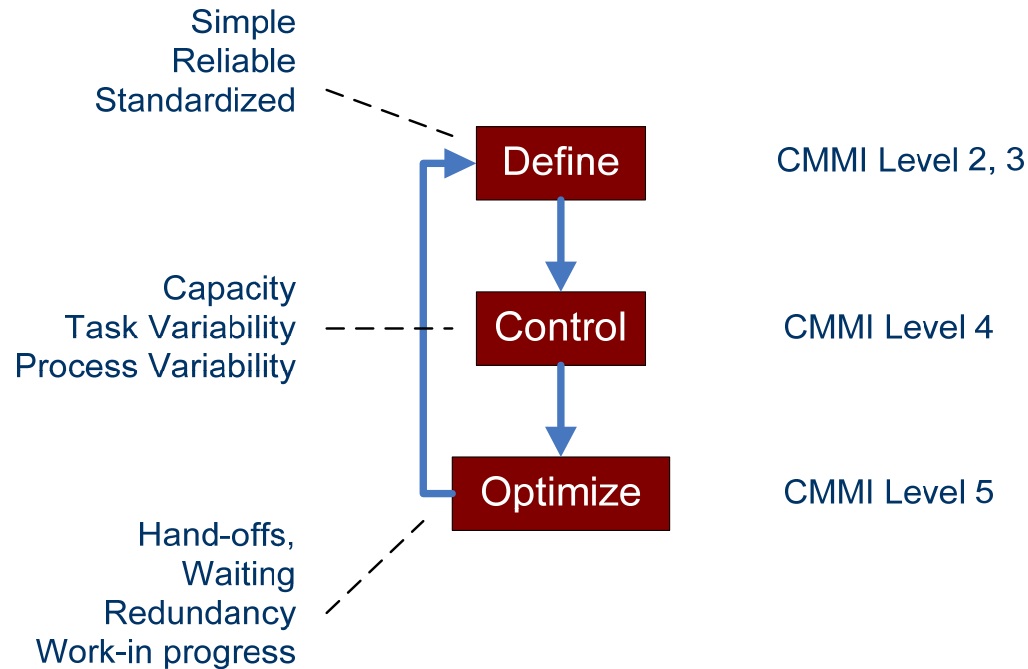 Simple
Reliable
Standardized
Define
CMMI Level 2, 3
Capacity
Task Variability
Process Variability
Control
CMMI Level 4
Optimize
CMMI Level 5
Hand-offs,
Waiting
Redundancy
Work-in progress